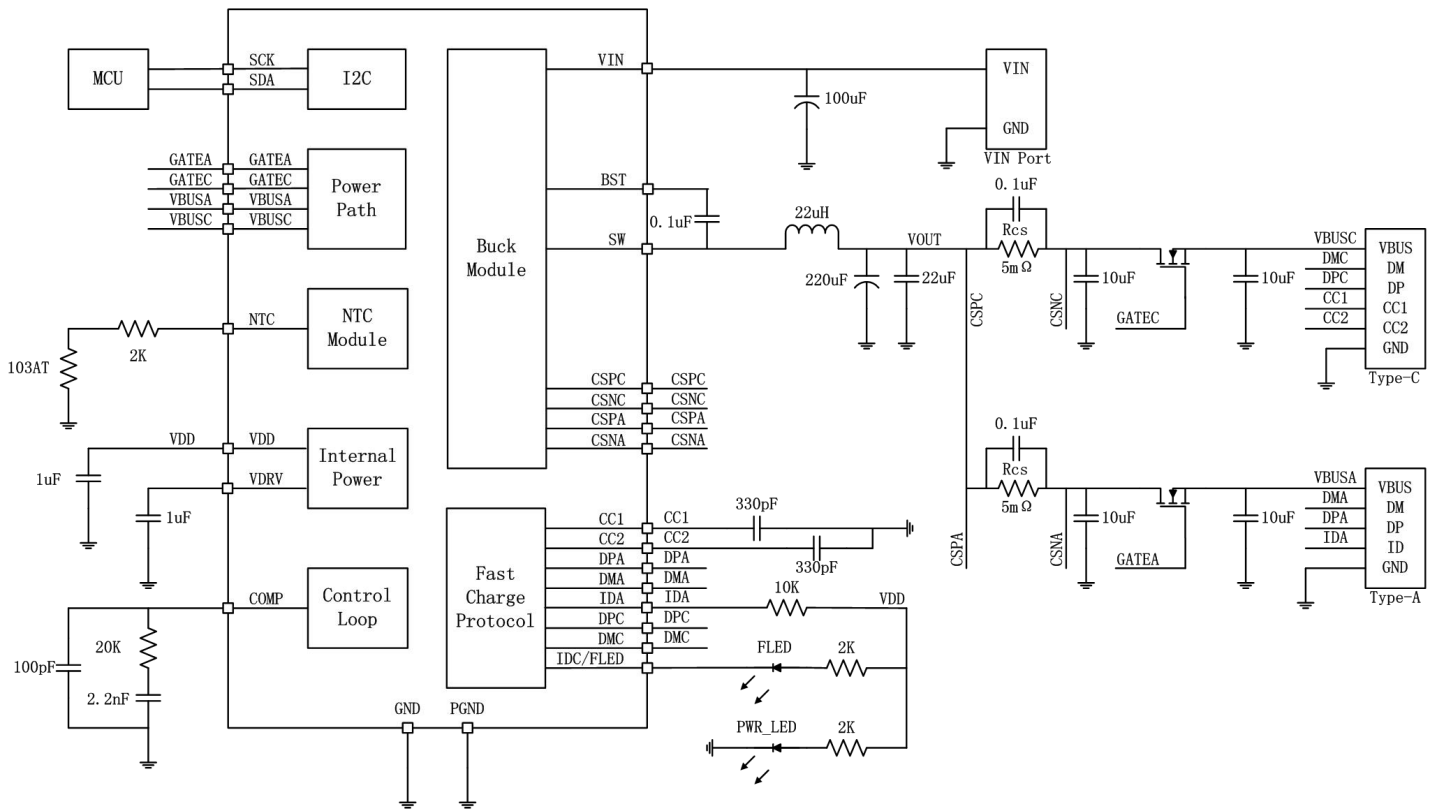 MCU
SCK
SDA
I2C
GATEA
GATEC
VBUSA
VBUSC
GATEA
GATEC
VBUSA
VBUSC
Power
Path
103AT
2K
NTC
NTC
Module
VDD
1uF
VDD
VDRV
1uF
Internal
Power
100pF
20K
2.2nF
COMP
Control
Loop
GND
PGND
Buck
Module
VIN
BST
SW
CSPC
CSNC
CSPA
CSNA
CSPC
CSNC
CSPA
CSNA
Fast
Charge
Protocol
CC1
CC2
DPA
DMA
IDA
DPC
DMC
IDC/FLED
CC1
CC2
DPA
DMA
IDA
DPC
DMC
330pF
330pF
10K
VDD
FLED
2K
PWR_LED
2K
100uF
VIN
GND
VIN Port
0.1uF
22uH
220uF
22uF
VOUT
0.1uF
Rcs
5mΩ
CSPC
CSNC
10uF
GATEC
10uF
VBUSC
DMC
DPC
CC1
CC2
VBUS
DM
DP
CC1
CC2
GND
Type-C
0.1uF
Rcs
5mΩ
CSPA
CSNA
10uF
GATEA
10uF
VBUSA
DMA
DPA
IDA
VBUS
DM
DP
ID
GND
Type-A